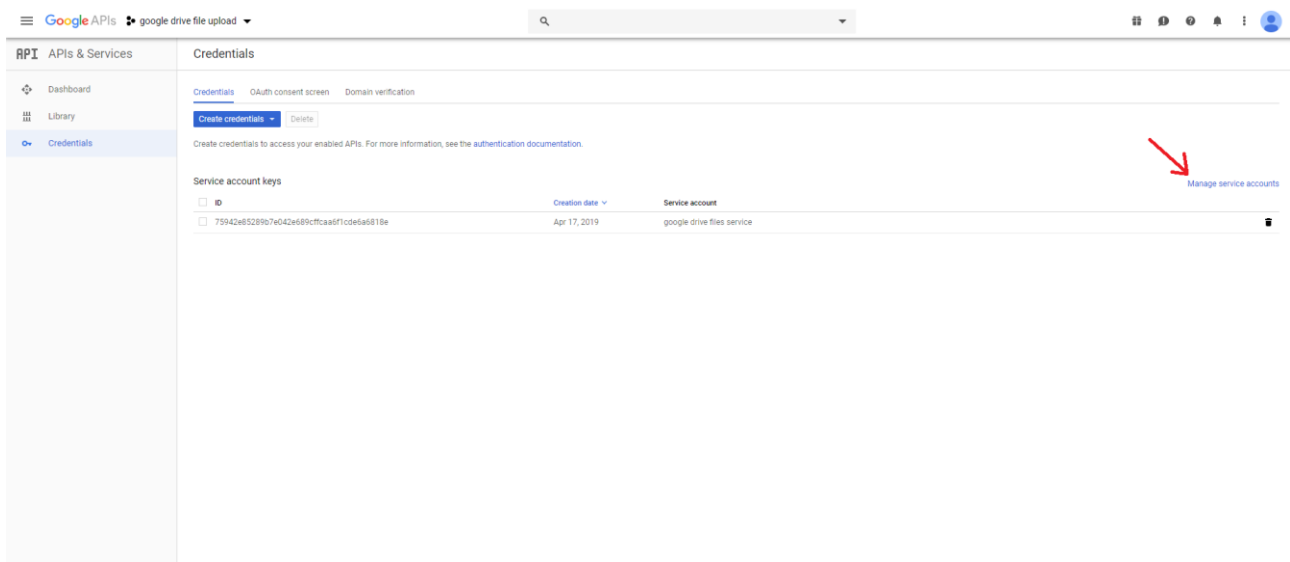 Google APIs google drive file upload
API APIs & Services
Credentials
Dashboard
Library
Credentials
Credentials OAuth consent screen Domain verification
Create credentials Delete
Create credentials to access your enabled APIs. For more information, see the authentication documentation.
Service account keys
Manage service accounts
ID Creation date Service account
75942e85289b7e042e689cffcaa6f1cde6a6818e Apr 17, 2019 google drive files service